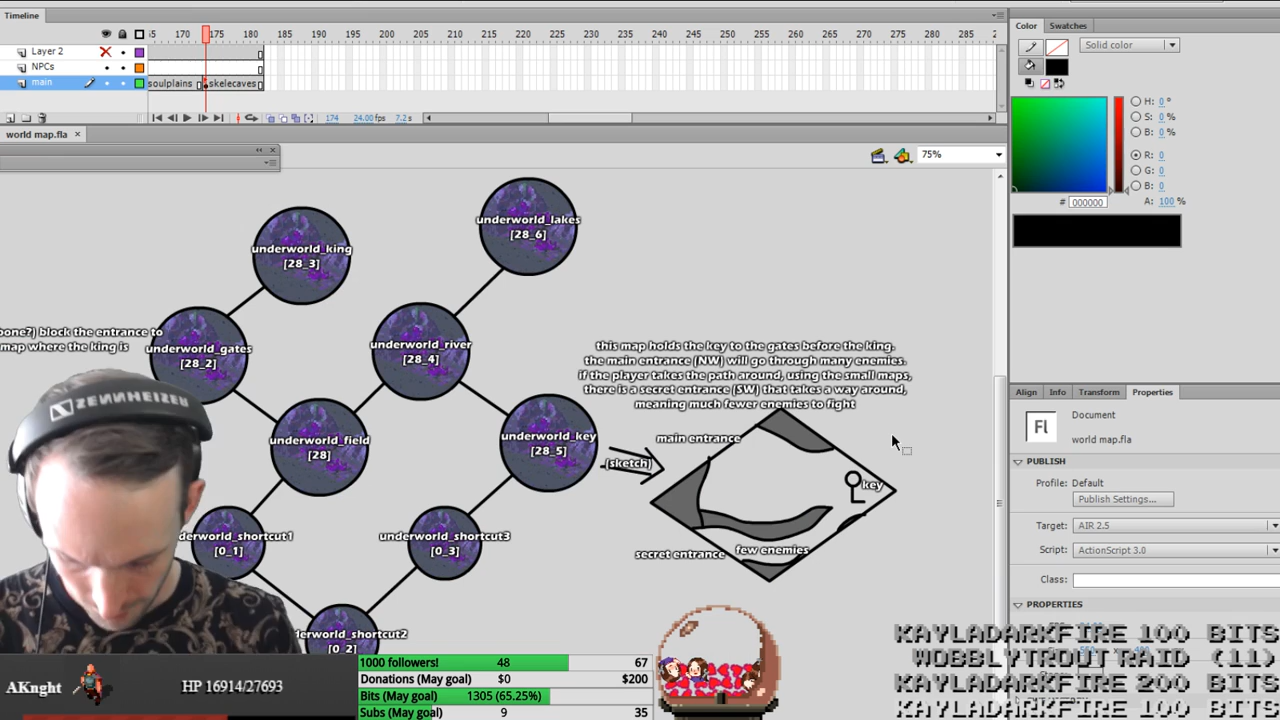 Timeline
65 170 175 180 185 190 195 200 205 210 215 220 225 230 235 240 245 250 255 260 265 270 275 280 285 2
Layer 2
NPCs
main
soulplains
skelecaves
174 24.00fps 7.2 s
world map.fla
75%
underworld_lakes
[28_6]
underworld_king
[28_3]
bone?) block the entrance to
map where the king is
underworld_gates
[28_2]
underworld_river
[28_4]
this map holds the key to the gates before the king.
the main entrance (NW) will go through many enemies.
if the player takes the path around, using the small maps,
there is a secret entrance (SW) that takes a way around,
meaning much fewer enemies to fight
underworld_field
[28]
underworld_key
[28_5]
main entrance
(sketch)
key
derworld_shortcut1
[0_1]
underworld_shortcut3
[0_3]
secret entrance
few enemies
derworld_shortcut2
[0_2]
Color
Swatches
Solid color
H: 0 °
S: 0 %
B: 0 %
R: 0
G: 0
B: 0
# 000000
A: 100 %
Align
Info
Transform
Properties
Fl
Document
world map.fla
PUBLISH
Profile: Default
Publish Settings...
Target: AIR 2.5
Script: ActionScript 3.0
Class:
PROPERTIES
ZENNHEIZEN
AKnght
HP 16914/27693
1000 followers! 48 67
Donations (May goal) $0 $200
Bits (May goal) 1305 (65.25%)
Subs (May goal) 9 35
KAYLADARKFIRE 100 BITS
WOBBLYTROUT RAID (11)
KAYLADARKFIRE 200 BITS
KAYLADARKFIRE 100 BITS